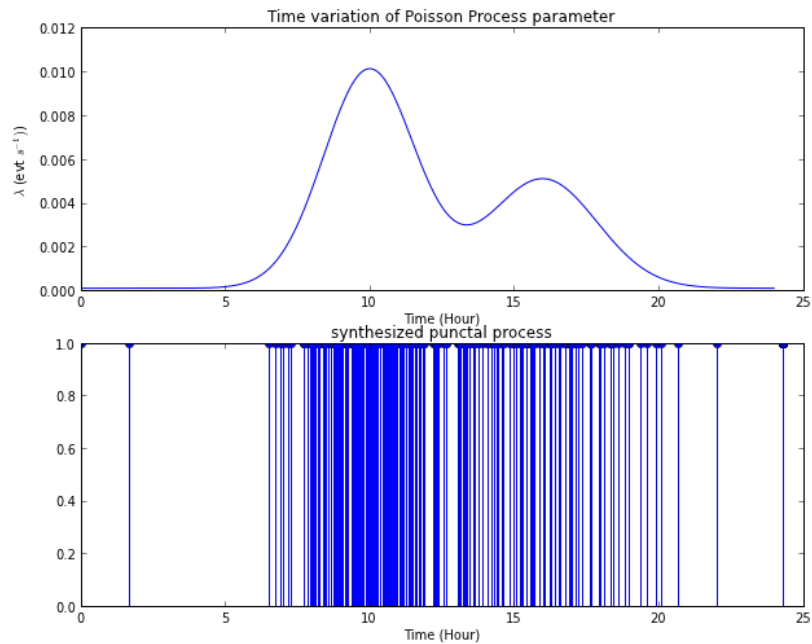 Time variation of Poisson Process parameter
0.012
0.010
0.008
0.006
0.004
0.002
0.000
λ (evt s⁻¹))
0 5 10 15 20 25
Time (Hour)
synthesized punctal process
1.0
0.8
0.6
0.4
0.2
0.0
0 5 10 15 20 25
Time (Hour)